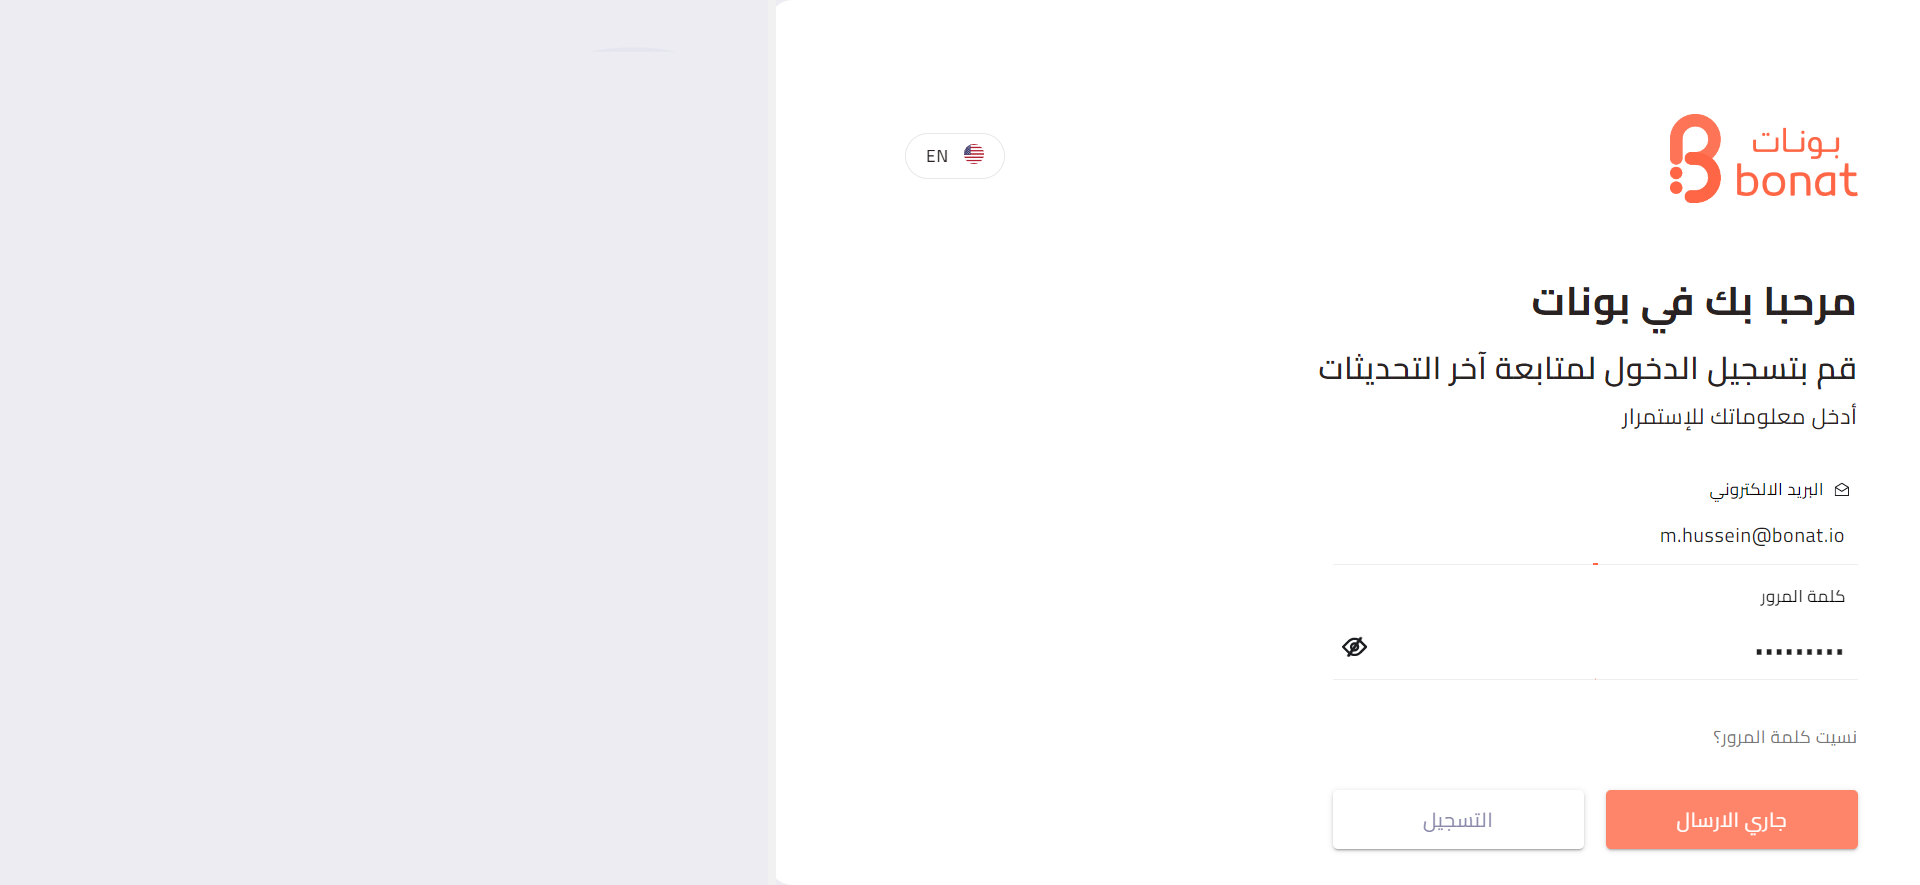 بونات
bonat
EN
مرحبا بك في بونات
قم بتسجيل الدخول لمتابعة آخر التحديثات
أدخل معلوماتك للإستمرار
البريد الالكتروني
m.hussein@bonat.io
كلمة المرور
•••••••••
نسيت كلمة المرور؟
جاري الارسال
التسجيل